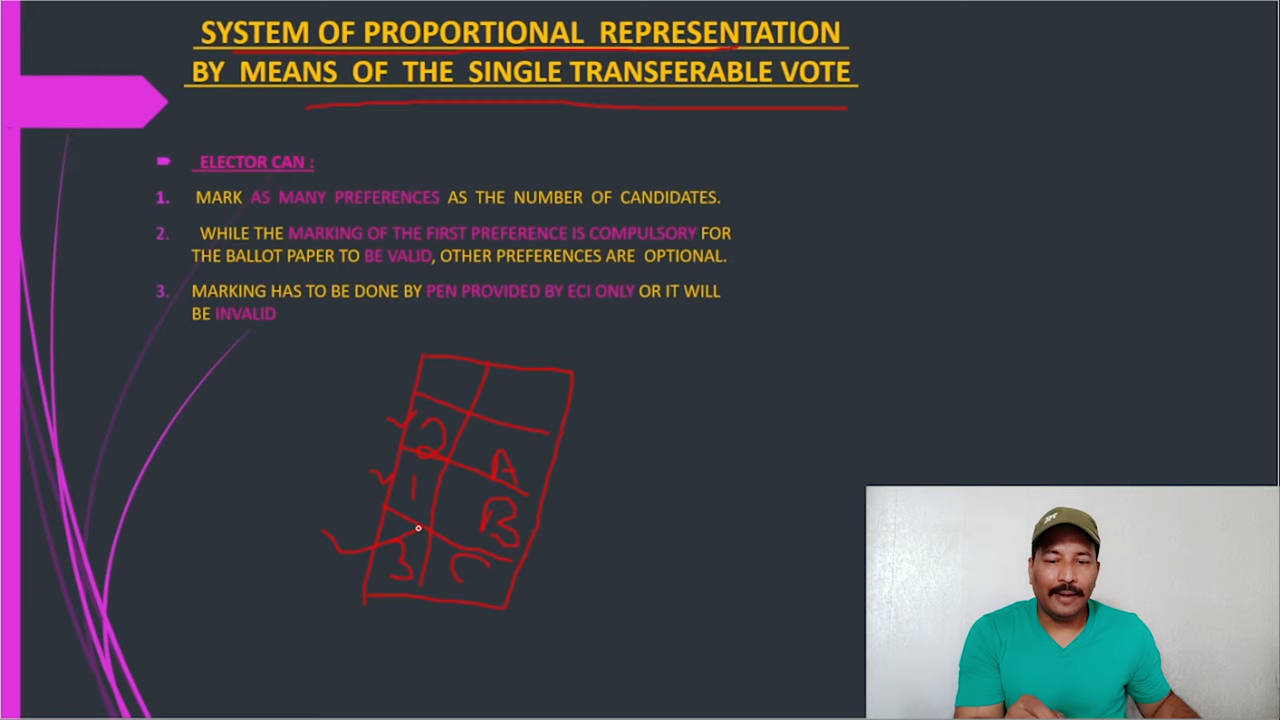 SYSTEM OF PROPORTIONAL REPRESENTATION
BY MEANS OF THE SINGLE TRANSFERABLE VOTE
ELECTOR CAN :
1. MARK AS MANY PREFERENCES AS THE NUMBER OF CANDIDATES.
2. WHILE THE MARKING OF THE FIRST PREFERENCE IS COMPULSORY FOR
THE BALLOT PAPER TO BE VALID, OTHER PREFERENCES ARE OPTIONAL.
3. MARKING HAS TO BE DONE BY PEN PROVIDED BY ECI ONLY OR IT WILL
BE INVALID
2 A
1 B
3 C